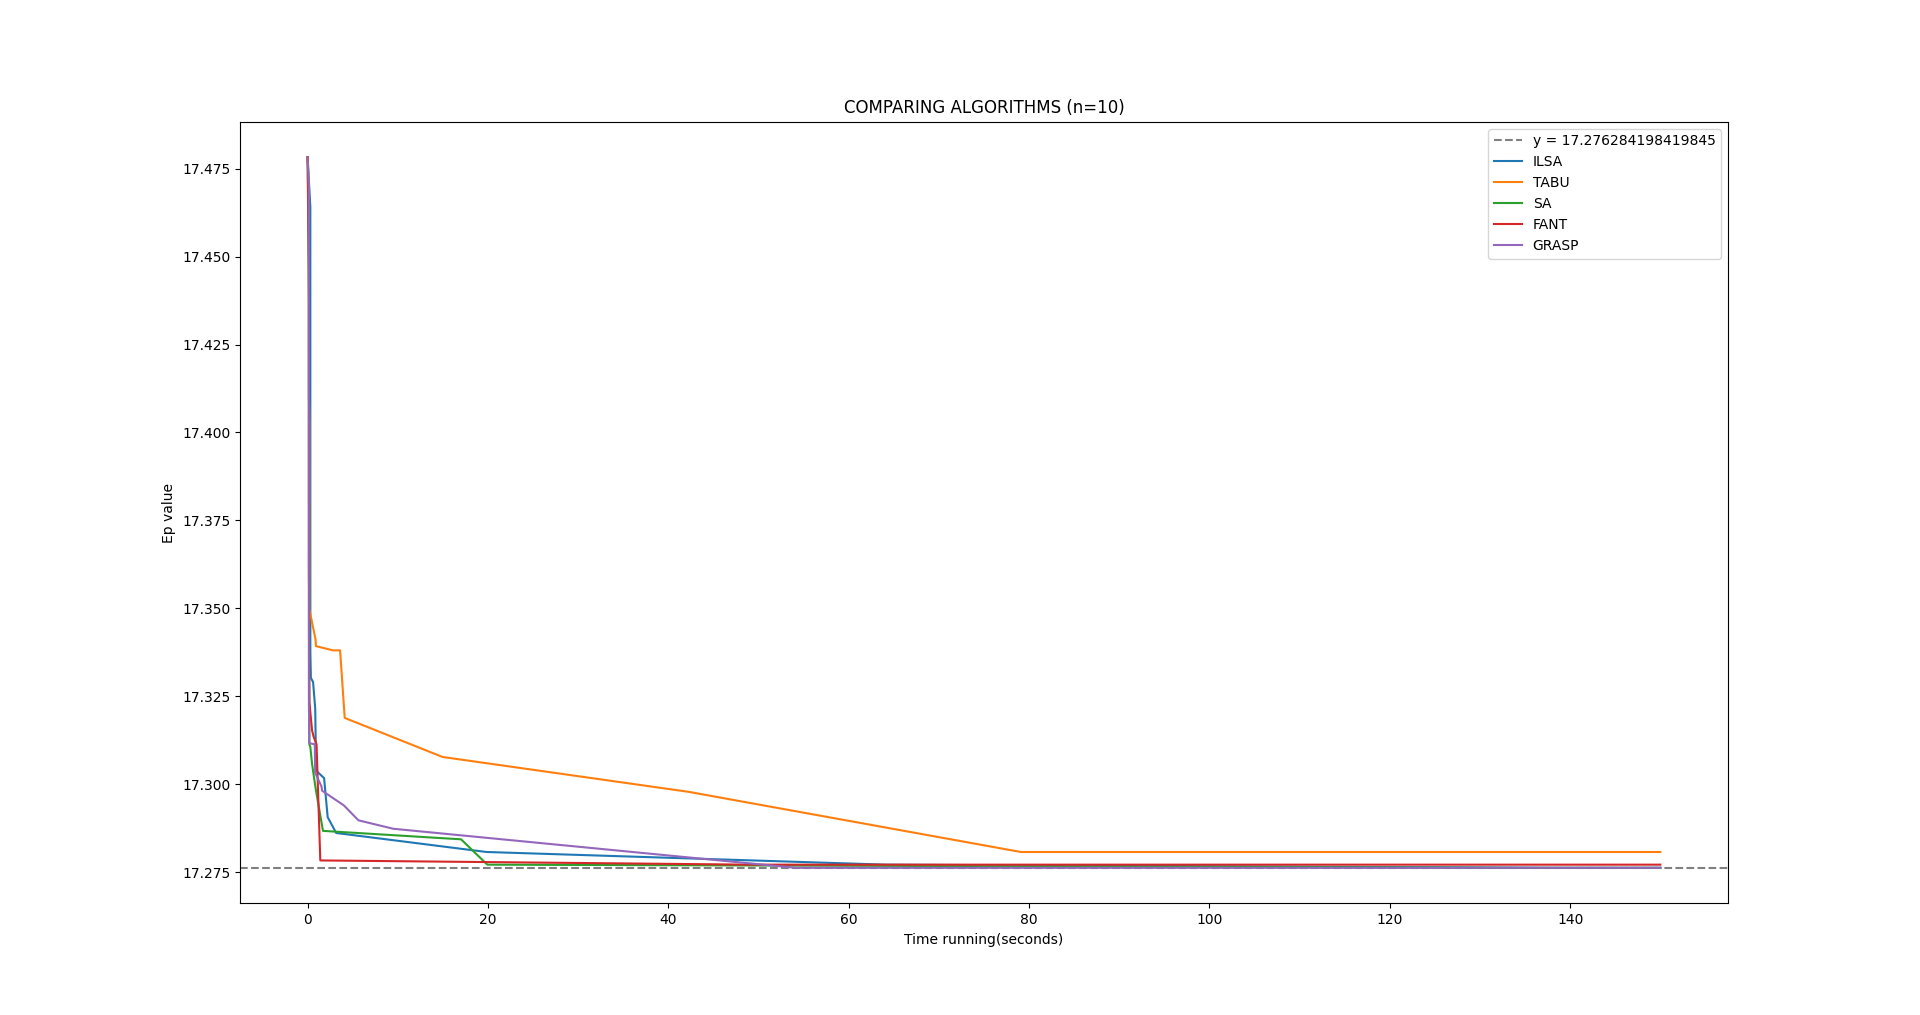 COMPARING ALGORITHMS (n=10)
y = 17.276284198419845
ILSA
TABU
SA
FANT
GRASP
Ep value
17.475
17.450
17.425
17.400
17.375
17.350
17.325
17.300
17.275
0 20 40 60 80 100 120 140
Time running(seconds)